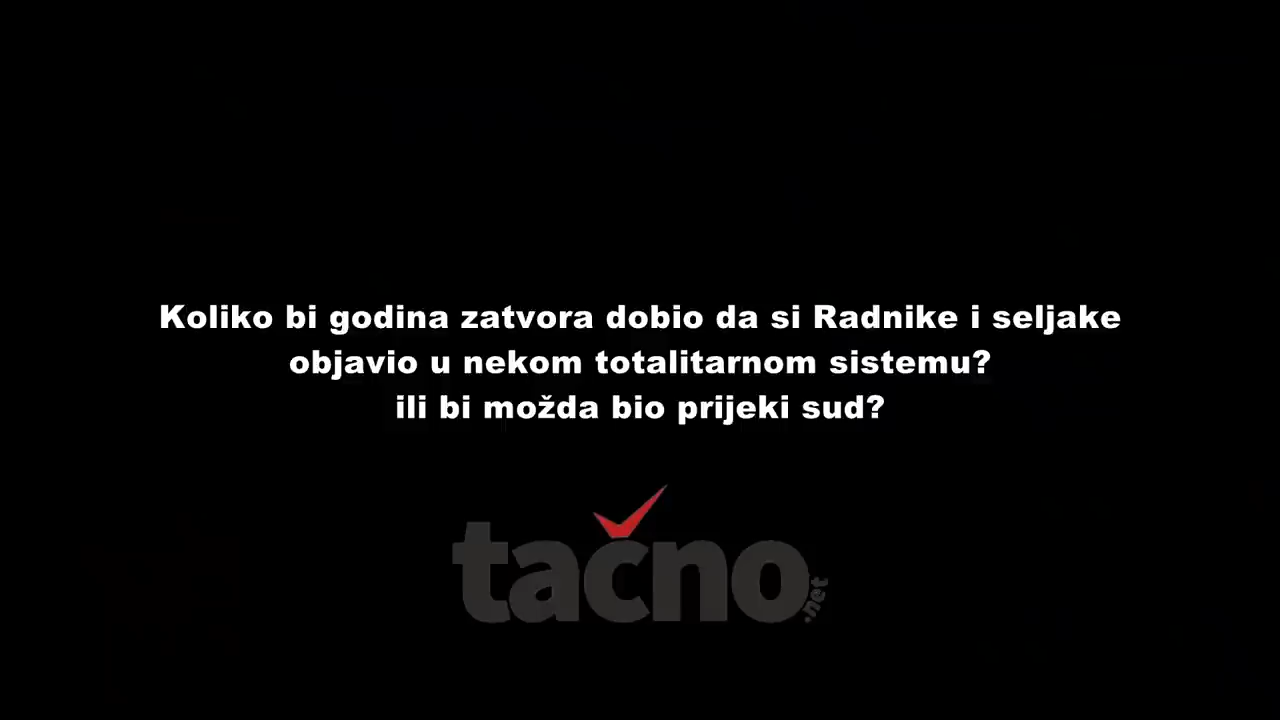 Koliko bi godina zatvora dobio da si Radnike i seljake
objavio u nekom totalitarnom sistemu?
ili bi možda bio prijeki sud?
tačno.net